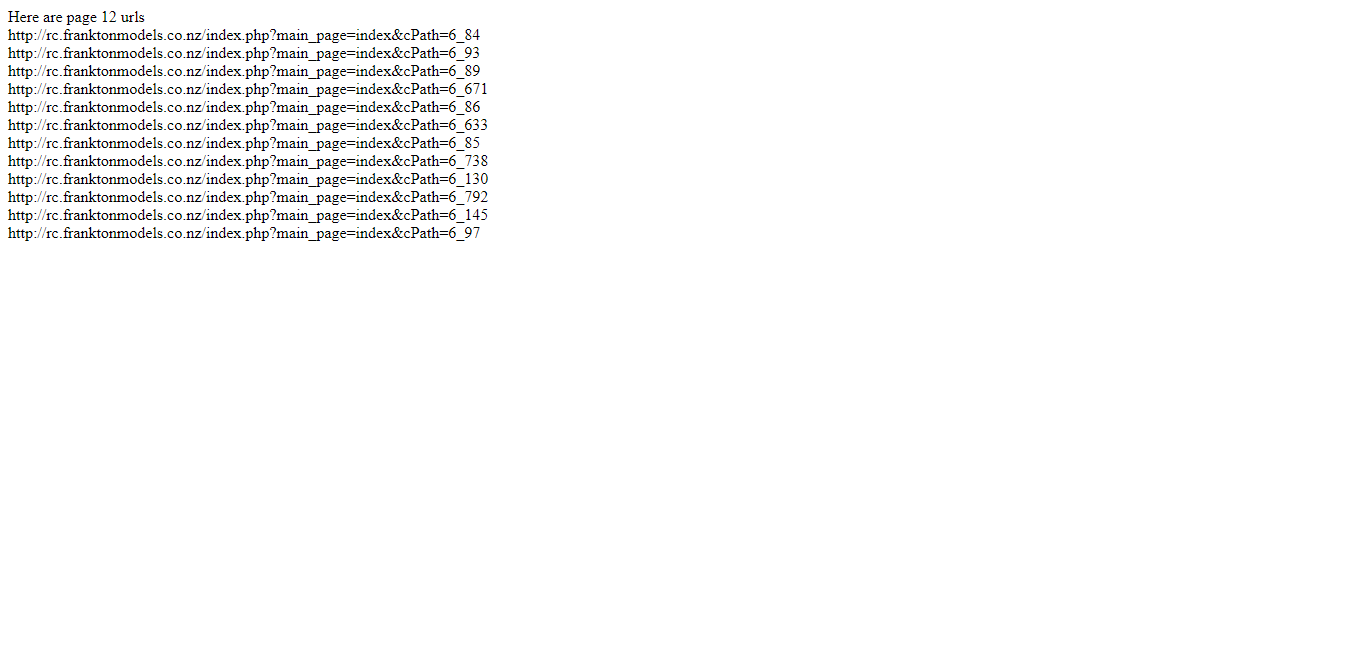 Here are page 12 urls
http://rc.franktonmodels.co.nz/index.php?main_page=index&cPath=6_84
http://rc.franktonmodels.co.nz/index.php?main_page=index&cPath=6_93
http://rc.franktonmodels.co.nz/index.php?main_page=index&cPath=6_89
http://rc.franktonmodels.co.nz/index.php?main_page=index&cPath=6_671
http://rc.franktonmodels.co.nz/index.php?main_page=index&cPath=6_86
http://rc.franktonmodels.co.nz/index.php?main_page=index&cPath=6_633
http://rc.franktonmodels.co.nz/index.php?main_page=index&cPath=6_85
http://rc.franktonmodels.co.nz/index.php?main_page=index&cPath=6_738
http://rc.franktonmodels.co.nz/index.php?main_page=index&cPath=6_130
http://rc.franktonmodels.co.nz/index.php?main_page=index&cPath=6_792
http://rc.franktonmodels.co.nz/index.php?main_page=index&cPath=6_145
http://rc.franktonmodels.co.nz/index.php?main_page=index&cPath=6_97